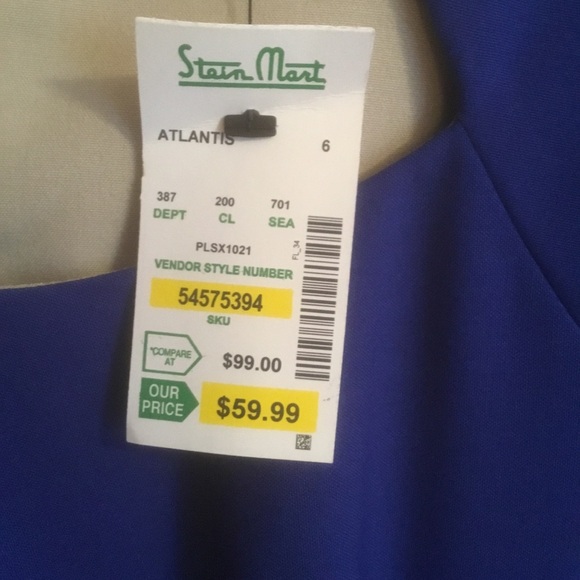 Stein Mart
ATLANTIS 6
387 200 701
DEPT CL SEA
PLSX1021
VENDOR STYLE NUMBER
54575394
SKU
FL_34
*COMPARE AT $99.00
OUR PRICE $59.99